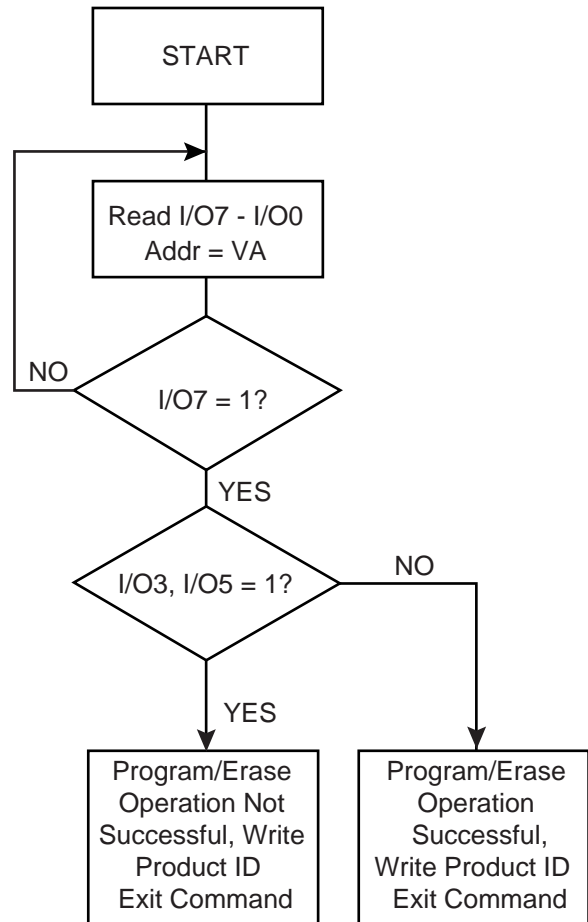 START
Read I/O7 - I/O0
Addr = VA
NO
I/O7 = 1?
YES
I/O3, I/O5 = 1?
NO
YES
Program/Erase
Operation Not
Successful, Write
Product ID
Exit Command
Program/Erase
Operation
Successful,
Write Product ID
Exit Command